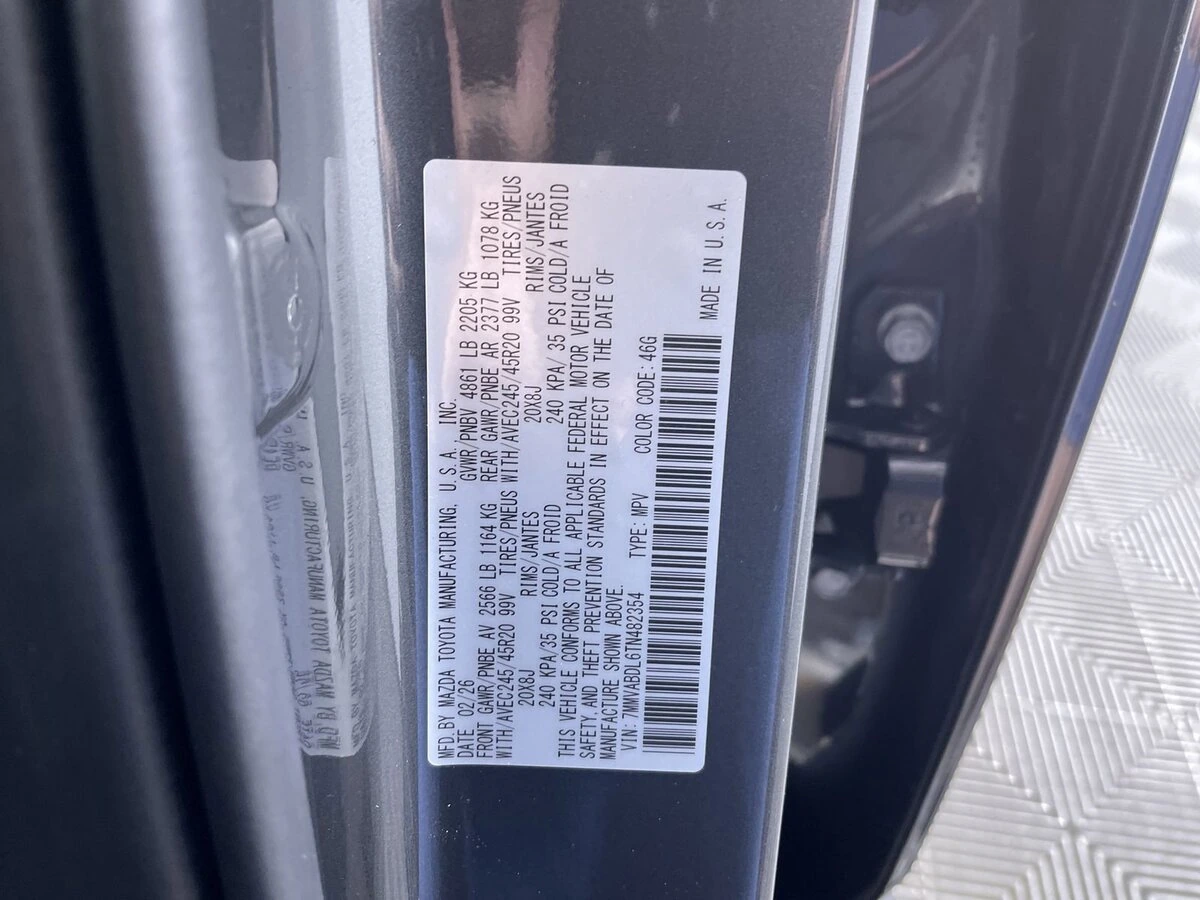 MFD.BY MAZDA TOYOTA MANUFACTURING, U.S.A. INC.
DATE 02/26 GVWR/PNBV 4861 LB 2205 KG
FRONT GAWR/PNBE AV 2566 LB 1164 KG REAR GAWR/PNBE AR 2377 LB 1078 KG
WITH/AVEC245/45R20 99V TIRES/PNEUS WITH/AVEC245/45R20 99V TIRES/PNEUS
20X8J RIMS/JANTES 20X8J RIMS/JANTES
240 KPA/35 PSI COLD/A FROID 240 KPA/ 35 PSI COLD/A FROID
THIS VEHICLE CONFORMS TO ALL APPLICABLE FEDERAL MOTOR VEHICLE
SAFETY AND THEFT PREVENTION STANDARDS IN EFFECT ON THE DATE OF
MANUFACTURE SHOWN ABOVE.
VIN: 7MMVABDL6TN482354 TYPE: MPV COLOR CODE: 46G
MADE IN U.S.A.